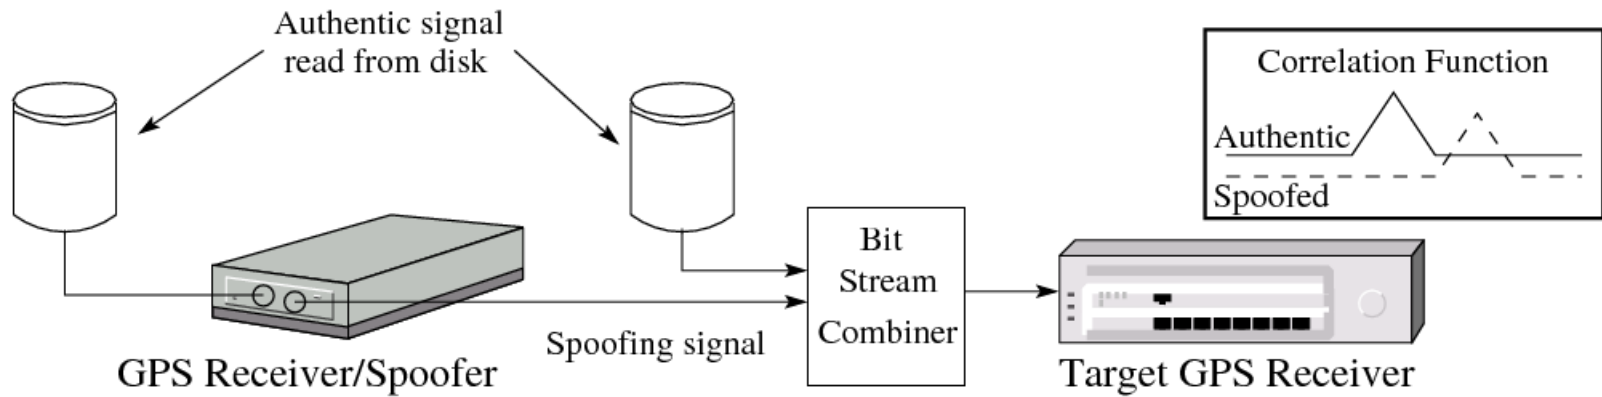 Authentic signal
read from disk
Correlation Function
Authentic
Spoofed
Bit
Stream
Combiner
Spoofing signal
GPS Receiver/Spoofer
Target GPS Receiver